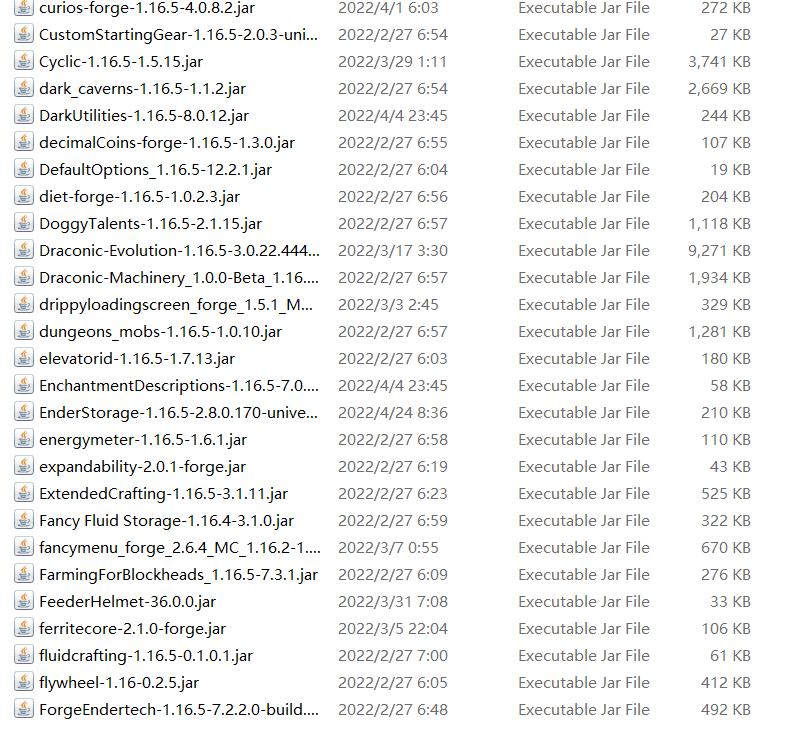 curios-forge-1.16.5-4.0.8.2.jar 2022/4/1 6:03 Executable Jar File 272 KB
CustomStartingGear-1.16.5-2.0.3-uni... 2022/2/27 6:54 Executable Jar File 27 KB
Cyclic-1.16.5-1.5.15.jar 2022/3/29 1:11 Executable Jar File 3,741 KB
dark_caverns-1.16.5-1.1.2.jar 2022/2/27 6:54 Executable Jar File 2,669 KB
DarkUtilities-1.16.5-8.0.12.jar 2022/4/4 23:45 Executable Jar File 244 KB
decimalCoins-forge-1.16.5-1.3.0.jar 2022/2/27 6:55 Executable Jar File 107 KB
DefaultOptions_1.16.5-12.2.1.jar 2022/2/27 6:04 Executable Jar File 19 KB
diet-forge-1.16.5-1.0.2.3.jar 2022/2/27 6:56 Executable Jar File 204 KB
DoggyTalents-1.16.5-2.1.15.jar 2022/2/27 6:57 Executable Jar File 1,118 KB
Draconic-Evolution-1.16.5-3.0.22.444... 2022/3/17 3:30 Executable Jar File 9,271 KB
Draconic-Machinery_1.0.0-Beta_1.16.... 2022/2/27 6:57 Executable Jar File 1,934 KB
drippyloadingscreen_forge_1.5.1_M... 2022/3/3 2:45 Executable Jar File 329 KB
dungeons_mobs-1.16.5-1.0.10.jar 2022/2/27 6:57 Executable Jar File 1,281 KB
elevatorid-1.16.5-1.7.13.jar 2022/2/27 6:03 Executable Jar File 180 KB
EnchantmentDescriptions-1.16.5-7.0.... 2022/4/4 23:45 Executable Jar File 58 KB
EnderStorage-1.16.5-2.8.0.170-unive... 2022/4/24 8:36 Executable Jar File 210 KB
energymeter-1.16.5-1.6.1.jar 2022/2/27 6:58 Executable Jar File 110 KB
expandability-2.0.1-forge.jar 2022/2/27 6:19 Executable Jar File 43 KB
ExtendedCrafting-1.16.5-3.1.11.jar 2022/2/27 6:23 Executable Jar File 525 KB
Fancy Fluid Storage-1.16.4-3.1.0.jar 2022/2/27 6:59 Executable Jar File 322 KB
fancymenu_forge_2.6.4_MC_1.16.2-1.... 2022/3/7 0:55 Executable Jar File 670 KB
FarmingForBlockheads_1.16.5-7.3.1.jar 2022/2/27 6:09 Executable Jar File 276 KB
FeederHelmet-36.0.0.jar 2022/3/31 7:08 Executable Jar File 33 KB
ferritecore-2.1.0-forge.jar 2022/3/5 22:04 Executable Jar File 106 KB
fluidcrafting-1.16.5-0.1.0.1.jar 2022/2/27 7:00 Executable Jar File 61 KB
flywheel-1.16-0.2.5.jar 2022/2/27 6:05 Executable Jar File 412 KB
ForgeEndertech-1.16.5-7.2.2.0-build.... 2022/2/27 6:48 Executable Jar File 492 KB